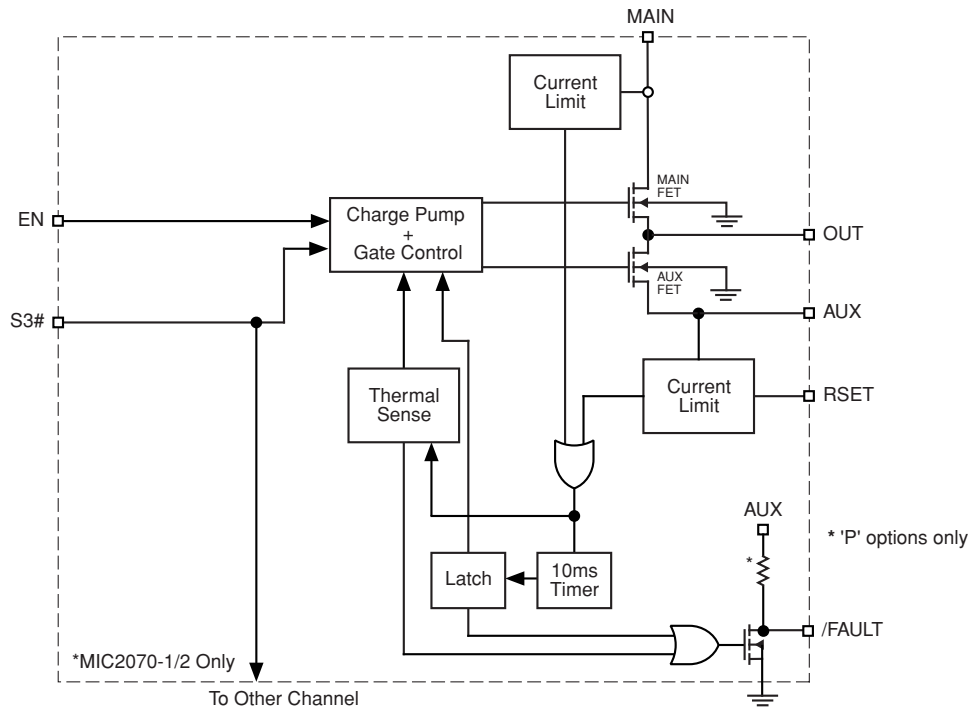 MAIN
Current
Limit
MAIN
FET
EN
Charge Pump
+
Gate Control
OUT
AUX
FET
S3#
AUX
Thermal
Sense
Current
Limit
RSET
AUX
* 'P' options only
*
Latch
10ms
Timer
/FAULT
*MIC2070-1/2 Only
To Other Channel